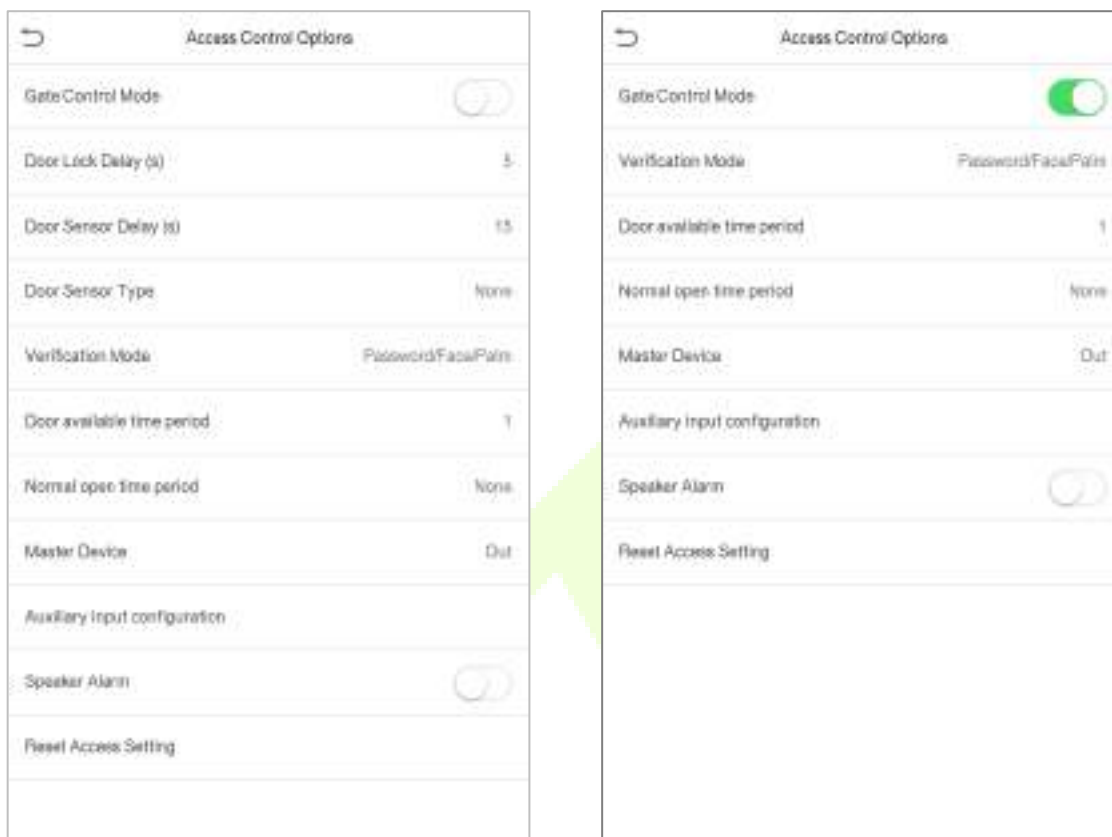 Access Control Options
Gate Control Mode
Door Lock Delay (s) 5
Door Sensor Delay (s) 15
Door Sensor Type None
Verification Mode Password/Face/Palm
Door available time period 1
Normal open time period None
Master Device Out
Auxiliary input configuration
Speaker Alarm
Reset Access Setting
Access Control Options
Gate Control Mode
Verification Mode Password/Face/Palm
Door available time period 1
Normal open time period None
Master Device Out
Auxiliary input configuration
Speaker Alarm
Reset Access Setting